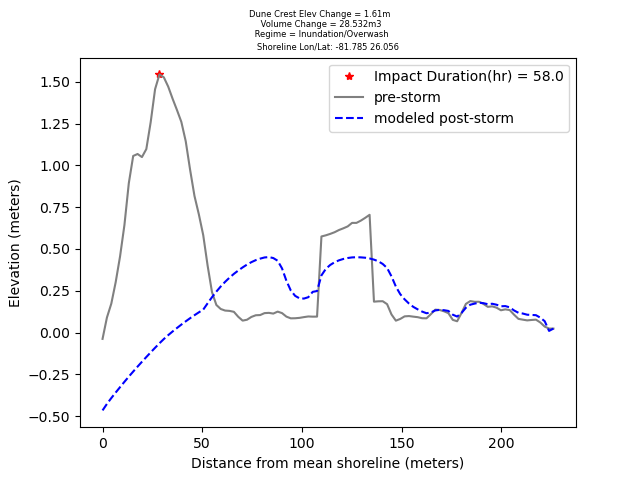 Dune Crest Elev Change = 1.61m
Volume Change = 28.532m3
Regime = Inundation/Overwash
Shoreline Lon/Lat: -81.785 26.056
Impact Duration(hr) = 58.0
pre-storm
modeled post-storm
Elevation (meters)
1.50
1.25
1.00
0.75
0.50
0.25
0.00
−0.25
−0.50
0 50 100 150 200
Distance from mean shoreline (meters)